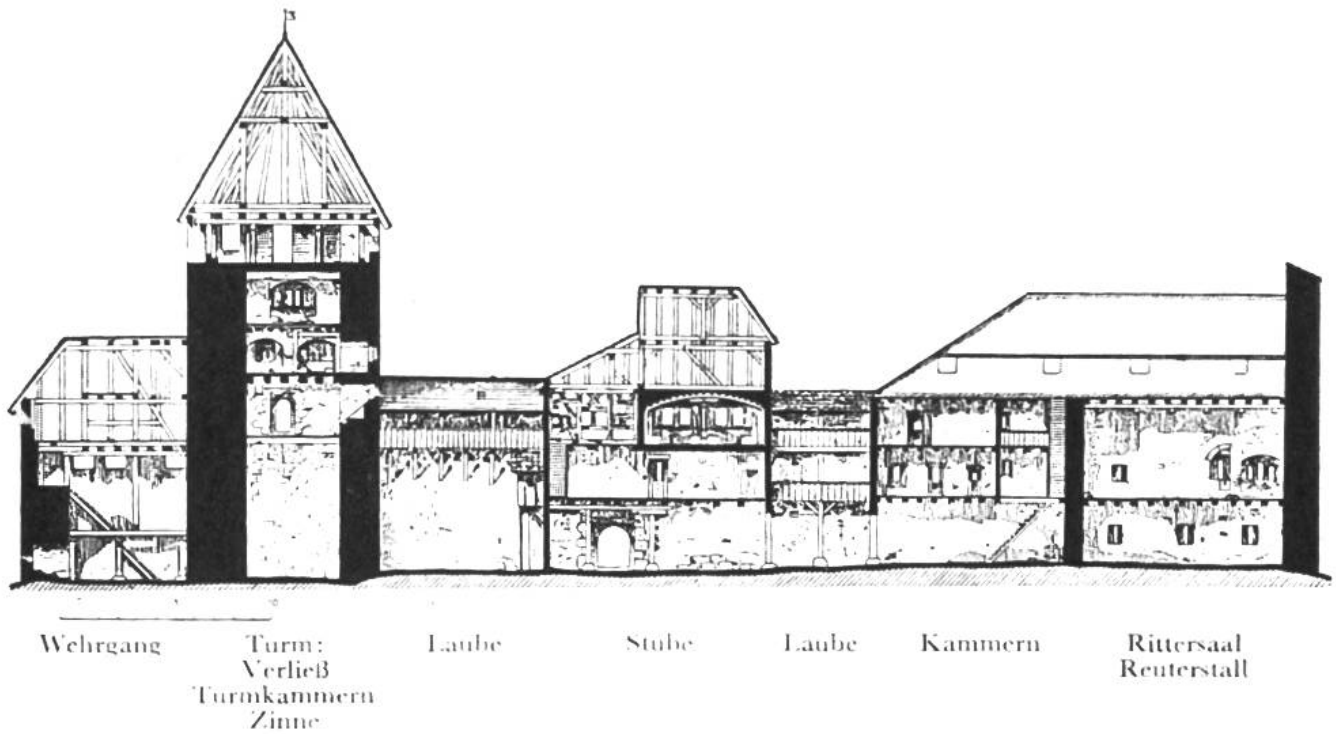 Wehrgang
Turm:
Verließ
Turmkammern
Zinne
Laube
Stube
Laube
Kammern
Rittersaal
Reuterstall